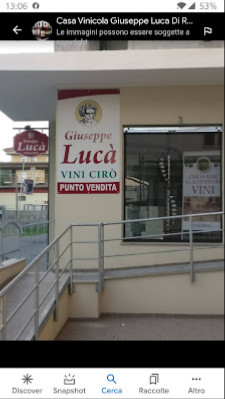 13:06
53%
Casa Vinicola Giuseppe Luca Di R...
Le immagini possono essere soggette a
Giuseppe
Lucà
VINI CIRÒ
PUNTO VENDITA
Lucà
VINI
Discover
Snapshot
Cerca
Raccolte
Altro